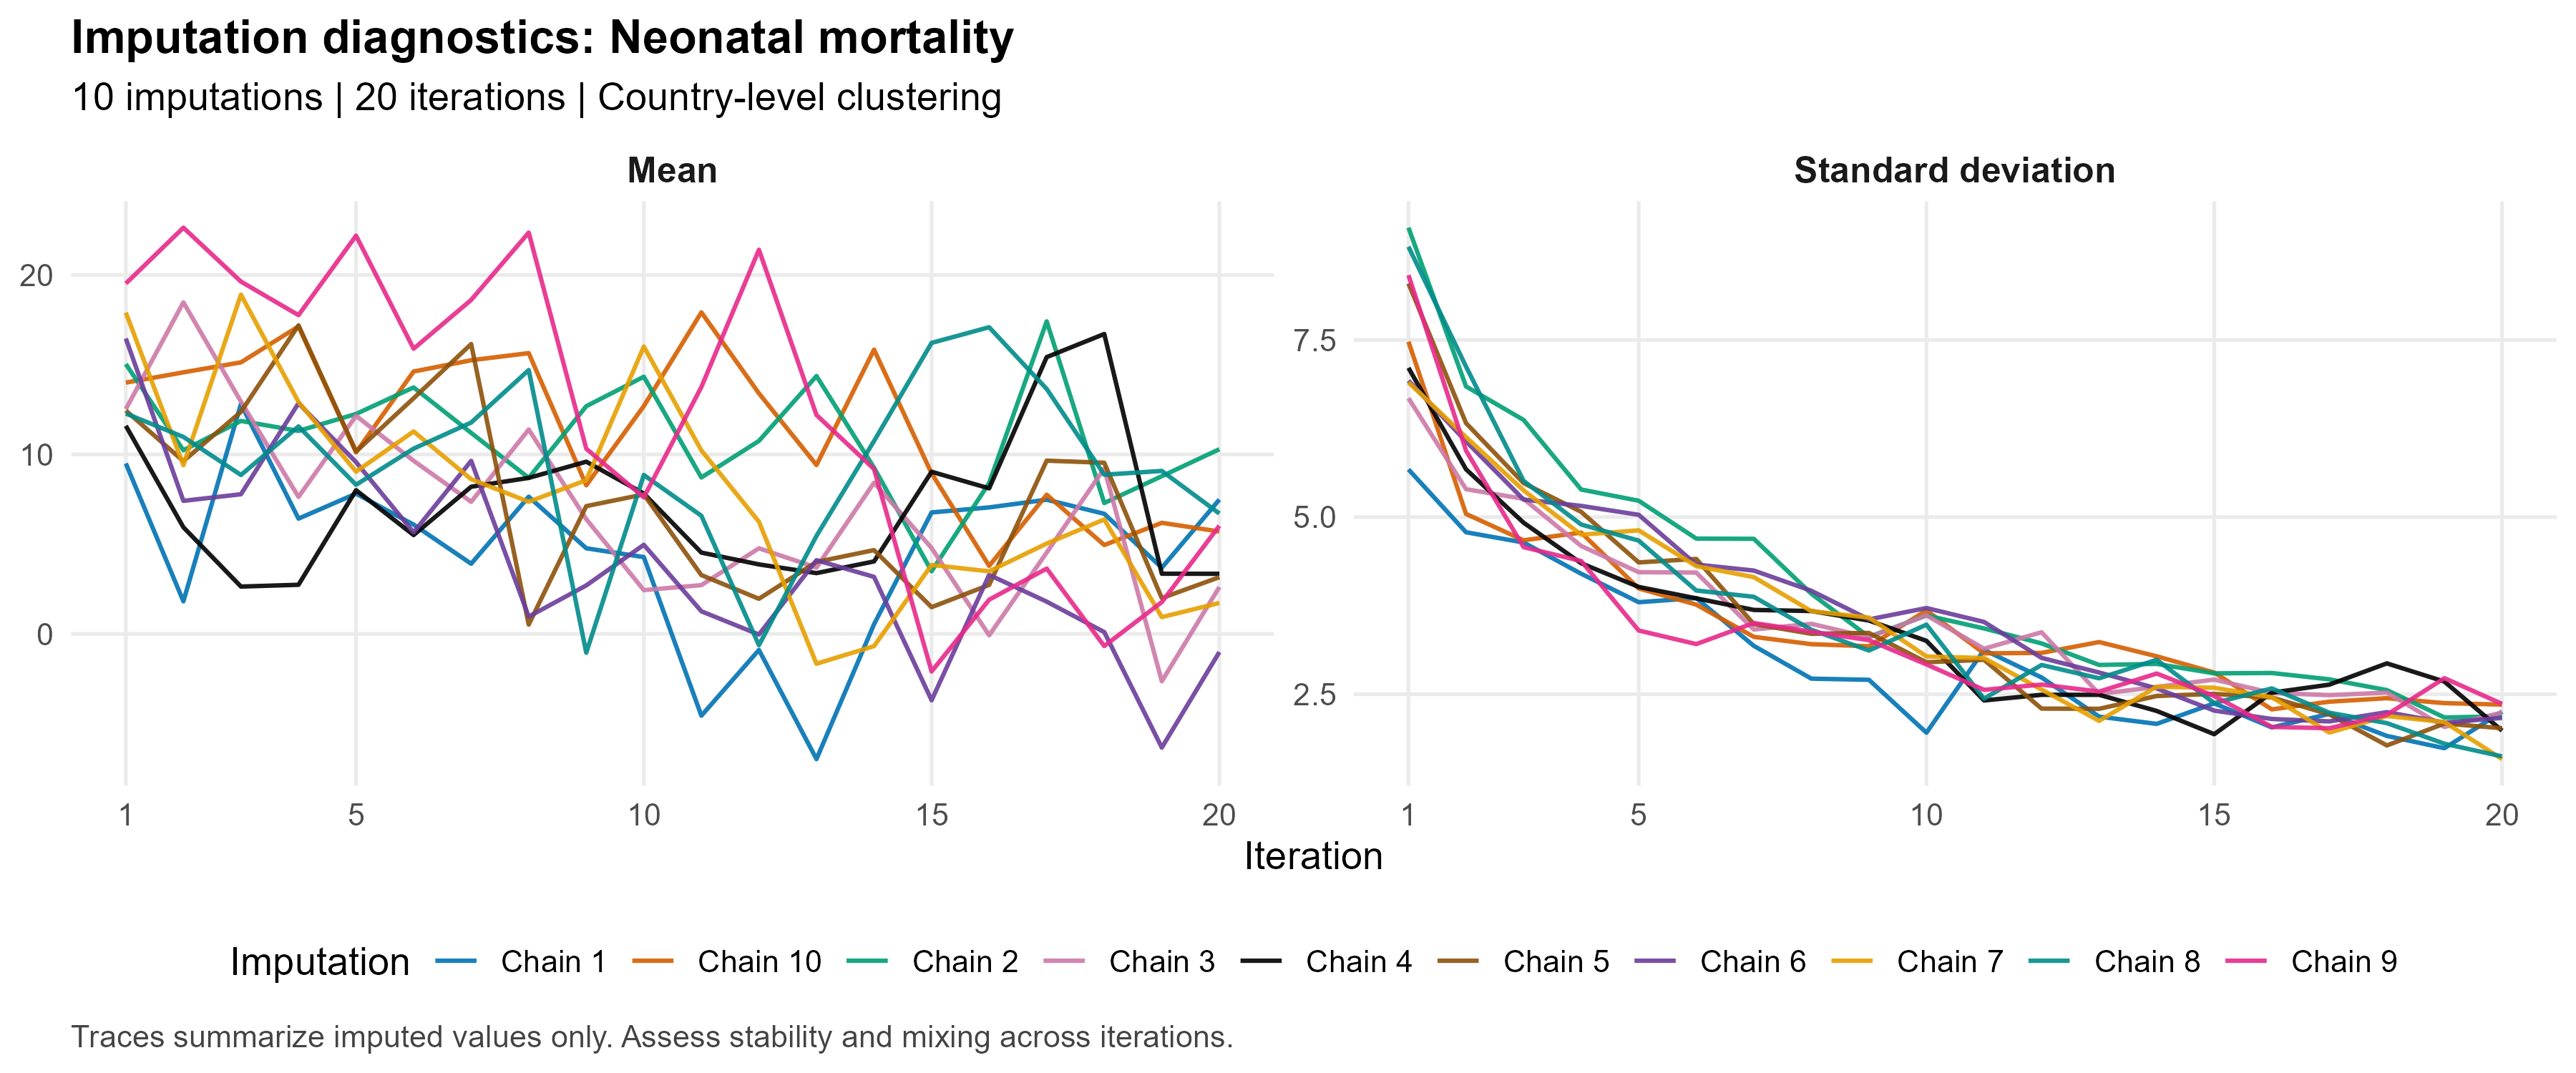 Imputation diagnostics: Neonatal mortality
10 imputations | 20 iterations | Country-level clustering
Mean
Standard deviation
20
10
0
7.5
5.0
2.5
1 5 10 15 20
1 5 10 15 20
Iteration
Imputation Chain 1 Chain 10 Chain 2 Chain 3 Chain 4 Chain 5 Chain 6 Chain 7 Chain 8 Chain 9
Traces summarize imputed values only. Assess stability and mixing across iterations.